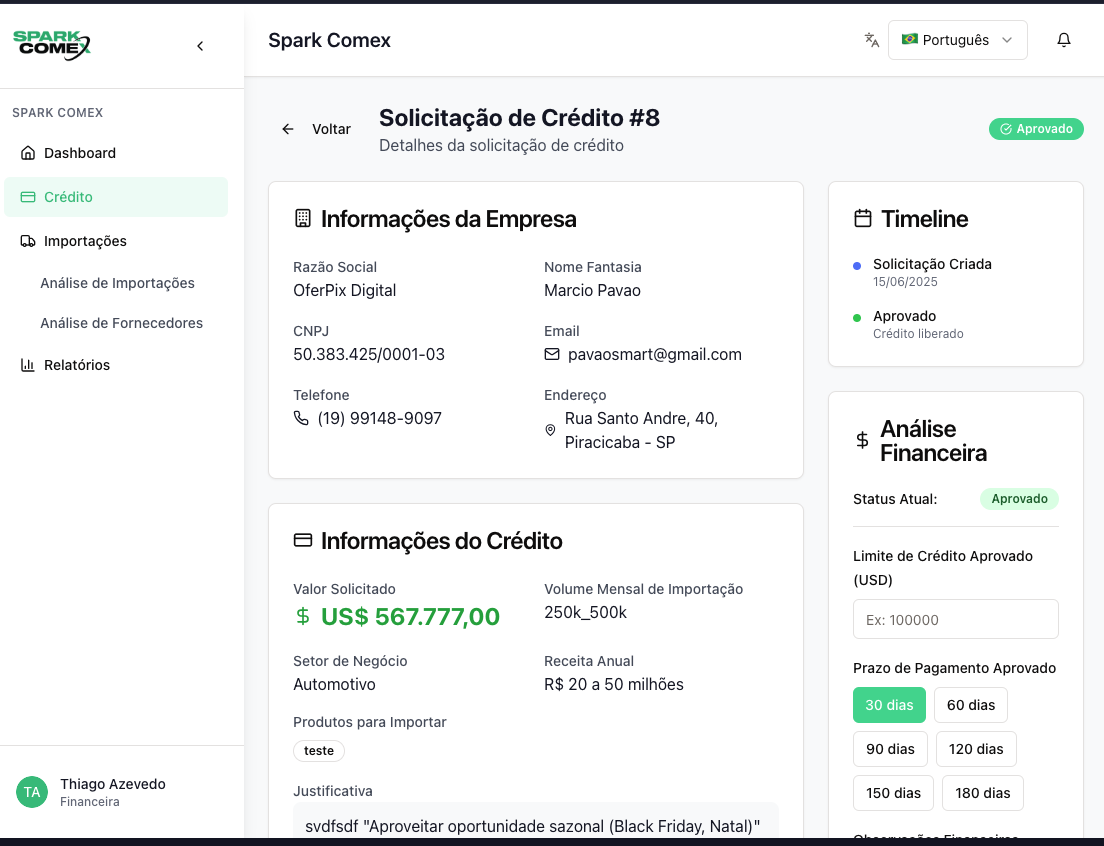 SPARK
COMEX
Spark Comex
Português
SPARK COMEX
Dashboard
Crédito
Importações
Análise de Importações
Análise de Fornecedores
Relatórios
TA
Thiago Azevedo
Financeira
Voltar
Solicitação de Crédito #8
Detalhes da solicitação de crédito
Aprovado
Informações da Empresa
Razão Social
OferPix Digital
Nome Fantasia
Marcio Pavao
CNPJ
50.383.425/0001-03
Email
pavaosmart@gmail.com
Telefone
(19) 99148-9097
Endereço
Rua Santo Andre, 40,
Piracicaba - SP
Informações do Crédito
Valor Solicitado
$ US$ 567.777,00
Volume Mensal de Importação
250k_500k
Setor de Negócio
Automotivo
Receita Anual
R$ 20 a 50 milhões
Produtos para Importar
teste
Justificativa
svdfsdf "Aproveitar oportunidade sazonal (Black Friday, Natal)"
Timeline
Solicitação Criada
15/06/2025
Aprovado
Crédito liberado
$ Análise
Financeira
Status Atual:
Aprovado
Limite de Crédito Aprovado
(USD)
Ex: 100000
Prazo de Pagamento Aprovado
30 dias
60 dias
90 dias
120 dias
150 dias
180 dias
Observações Financeiras